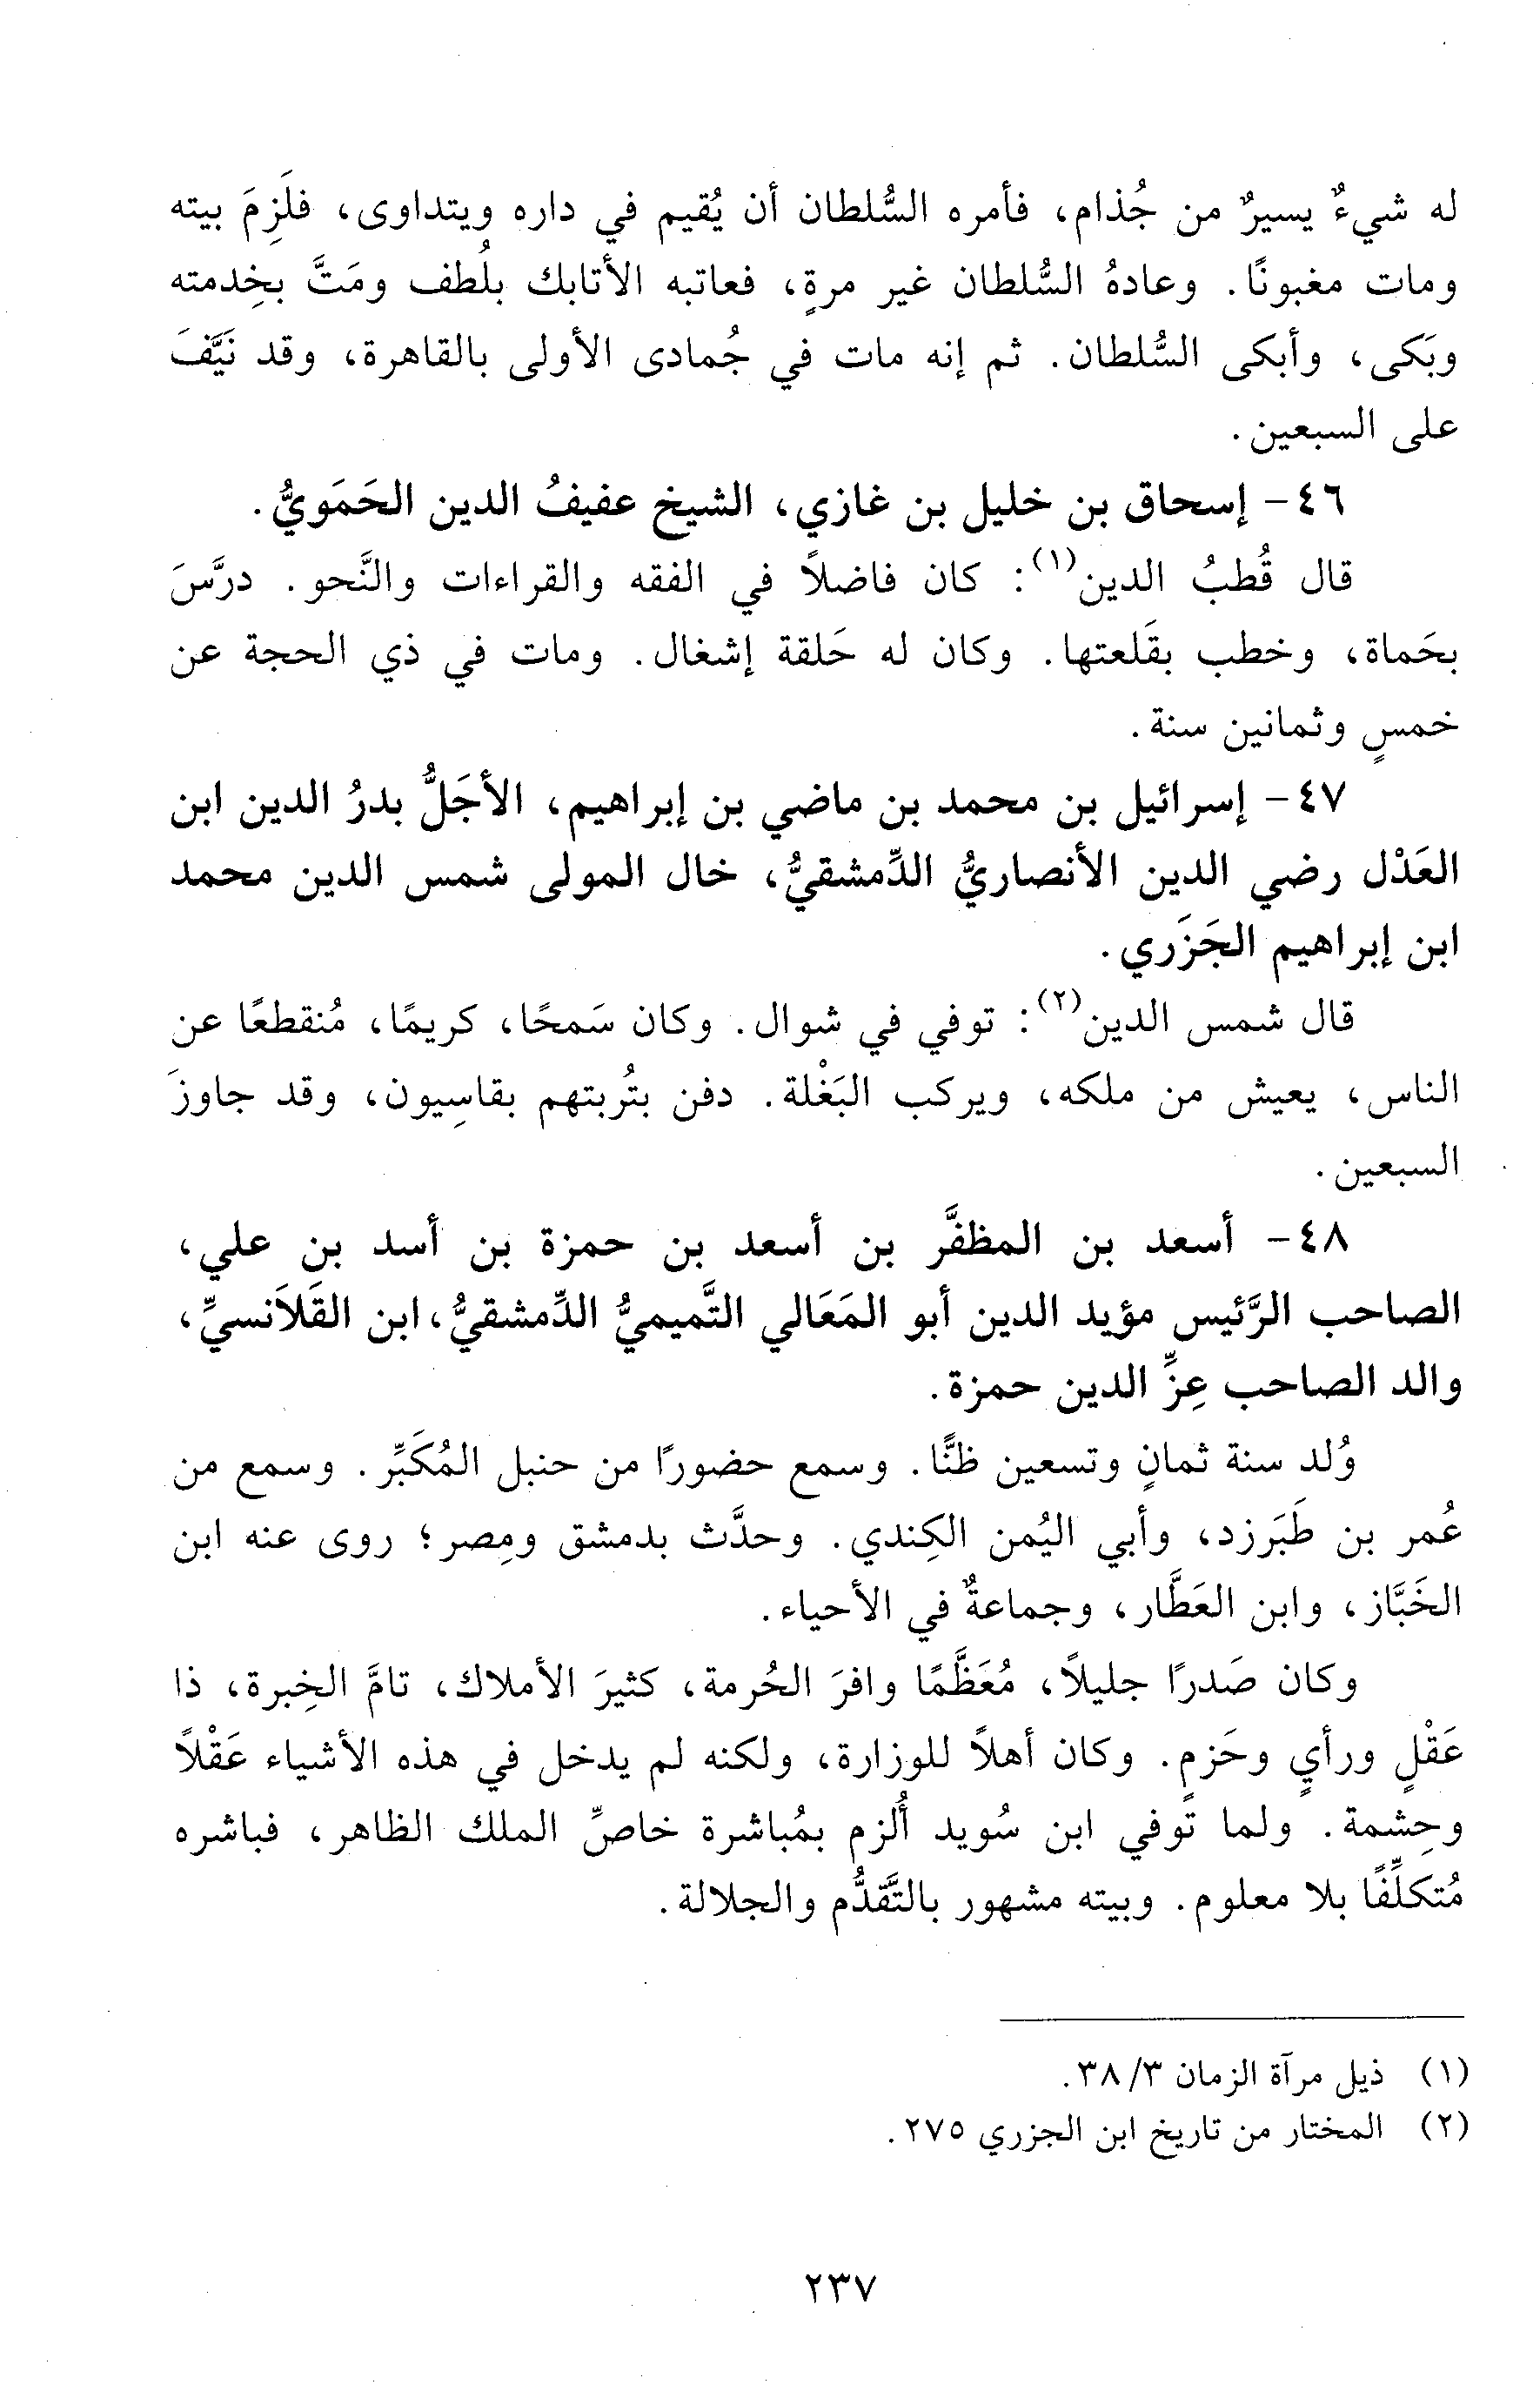 له شيءٌ يسيرٌ من جُذام، فأمره السُّلطان أن يُقيم في داره ويتداوى، فلَزِمَ بيته
ومات مغبونًا. وعادهُ السُّلطان غير مرةٍ، فعاتبه الأتابك بلُطف ومَتَّ بخِدمته
وبَكى، وأبكى السُّلطان. ثم إنه مات في جُمادى الأولى بالقاهرة، وقد نَيَّفَ
على السبعين.
٤٦- إسحاق بن خليل بن غازي، الشيخ عفيفُ الدين الحَمَويُّ.
قال قُطبُ الدين(١): كان فاضلاً في الفقه والقراءات والنَّحو. درَّسَ
بحَماة، وخطب بقَلعتها. وكان له حَلقة إشغال. ومات في ذي الحجة عن
خمسٍ وثمانين سنة.
٤٧- إسرائيل بن محمد بن ماضي بن إبراهيم، الأجَلُّ بدرُ الدين ابن
العَدْل رضي الدين الأنصاريُّ الدِّمشقيُّ، خال المولى شمس الدين محمد
ابن إبراهيم الجَزَري.
قال شمس الدين(٢): توفي في شوال. وكان سَمحًا، كريمًا، مُنقطعًا عن
الناس، يعيش من ملكه، ويركب البَغْلة. دفن بتُربتهم بقاسِيون، وقد جاوزَ
السبعين.
٤٨- أسعد بن المظفَّر بن أسعد بن حمزة بن أسد بن علي،
الصاحب الرَّئيس مؤيد الدين أبو المَعَالي التَّميميُّ الدِّمشقيُّ، ابن القَلاَنسيِّ،
والد الصاحب عِزِّ الدين حمزة.
وُلد سنة ثمانٍ وتسعين ظنًّا. وسمع حضورًا من حنبل المُكَبِّر. وسمع من
عُمر بن طَبَرزد، وأبي اليُمن الكِندي. وحدَّث بدمشق ومِصر؛ روى عنه ابن
الخَبَّاز، وابن العَطَّار، وجماعةٌ في الأحياء.
وكان صَدرًا جليلاً، مُعَظَّمًا وافرَ الحُرمة، كثيرَ الأملاك، تامَّ الخِبرة، ذا
عَقْلٍ ورأيٍ وحَزمٍ. وكان أهلاً للوزارة، ولكنه لم يدخل في هذه الأشياء عَقْلاً
وحِشمة. ولما تُوفي ابن سُويد أُلزم بمُباشرة خاصِّ الملك الظاهر، فباشره
مُتكلِّفًا بلا معلوم. وبيته مشهور بالتَّقدُّم والجلالة.
(١) ذيل مرآة الزمان ٣/ ٣٨.
(٢) المختار من تاريخ ابن الجزري ٢٧٥.
٢٣٧